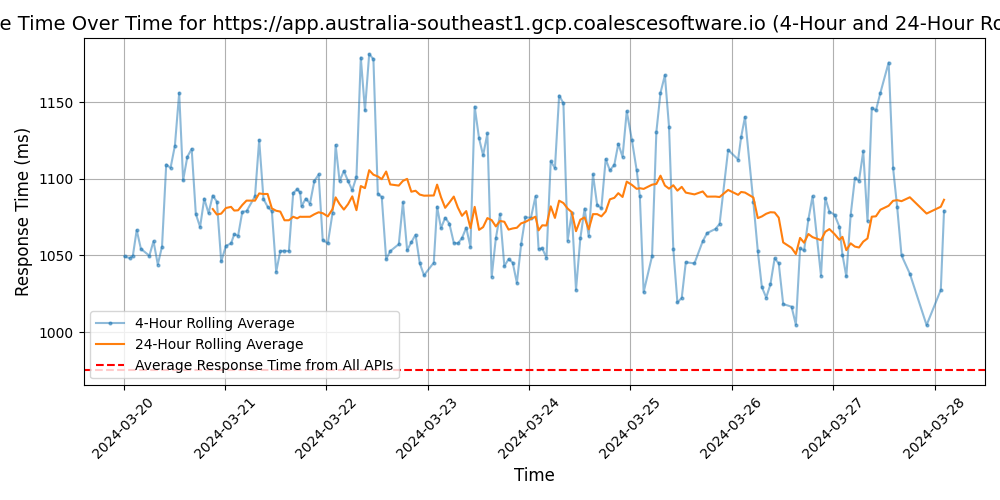 e Time Over Time for https://app.australia-southeast1.gcp.coalescesoftware.io (4-Hour and 24-Hour Ro
Response Time (ms)
1150
1100
1050
1000
4-Hour Rolling Average
24-Hour Rolling Average
Average Response Time from All APIs
2024-03-20
2024-03-21
2024-03-22
2024-03-23
2024-03-24
2024-03-25
2024-03-26
2024-03-27
2024-03-28
Time